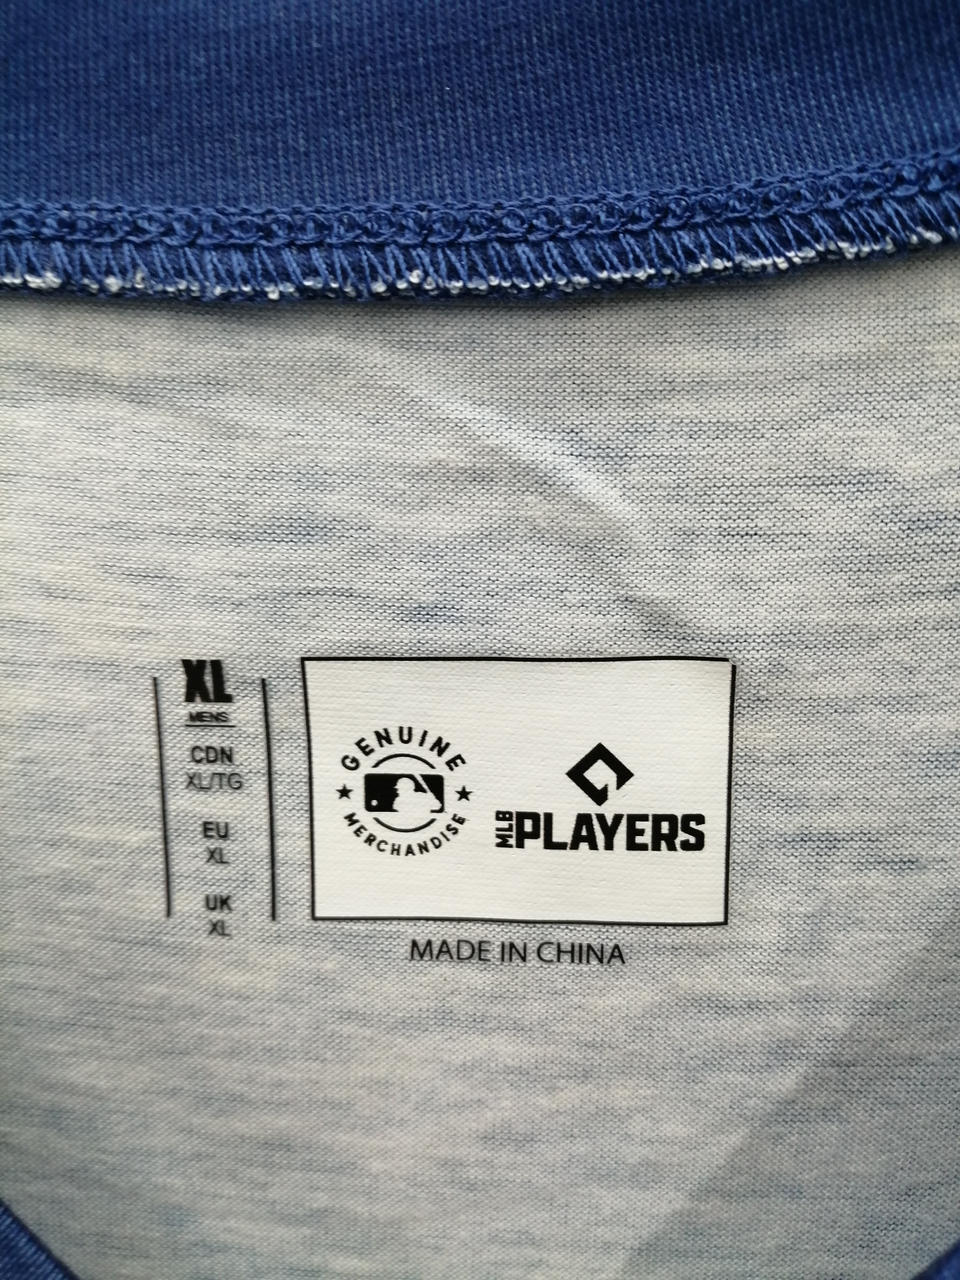 XL
MENS
CDN
XL/TG
EU
XL
UK
XL
GENUINE
MERCHANDISE
MLB PLAYERS
MADE IN CHINA